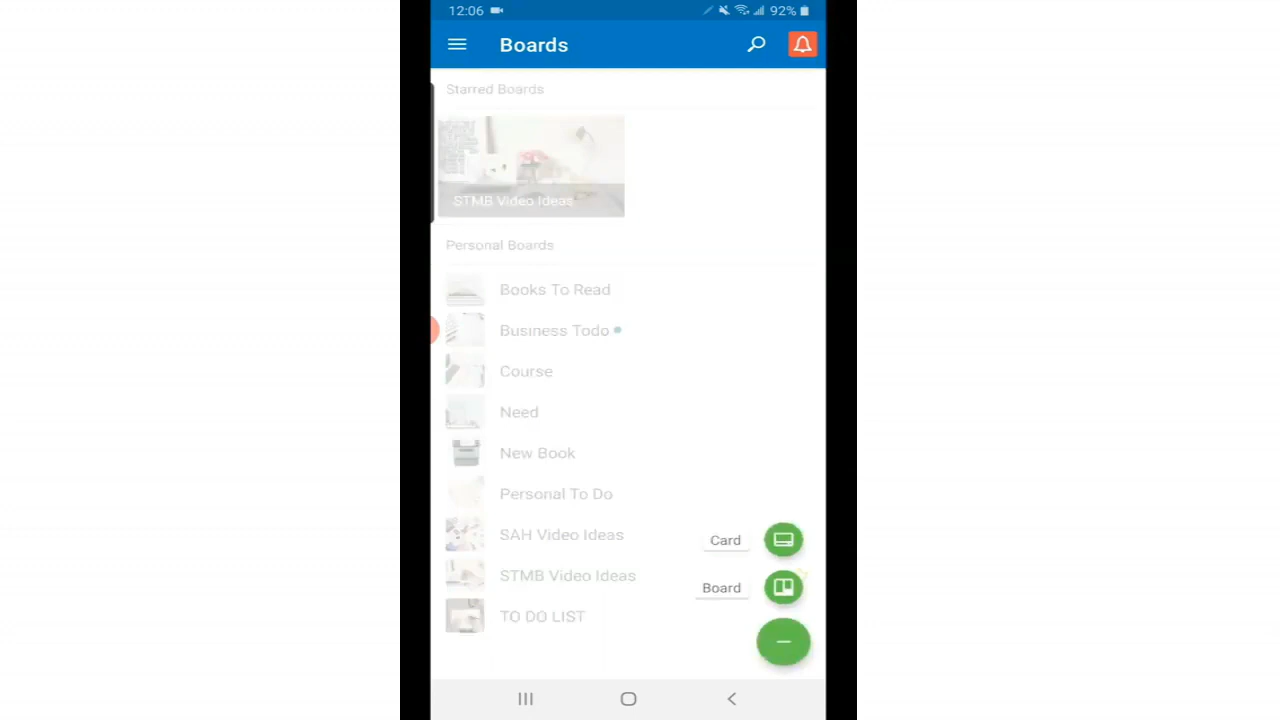 12:06 92%
Boards
Starred Boards
STMB Video Ideas
Personal Boards
Books To Read
Business Todo
Course
Need
New Book
Personal To Do
SAH Video Ideas
Card
STMB Video Ideas
Board
TO DO LIST